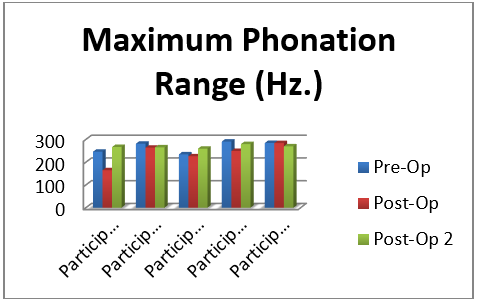 Maximum Phonation
Range (Hz.)
300
200
100
0
Particip...
Particip...
Particip...
Particip...
Particip...
Pre-Op
Post-Op
Post-Op 2